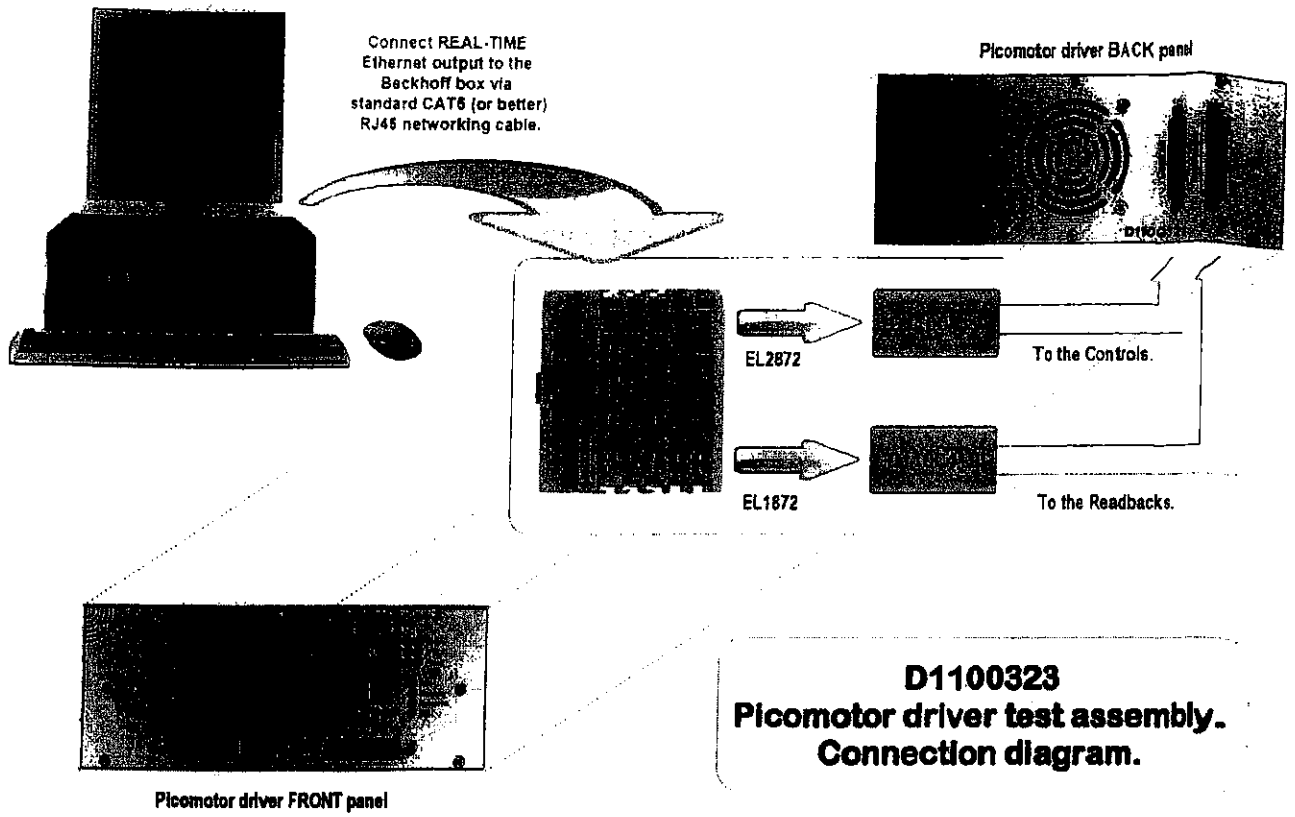 Connect REAL-TIME
Ethernet output to the
Beckhoff box via
standard CAT6 (or better)
RJ45 networking cable.
Picomotor driver BACK panel
EL2872
To the Controls.
EL1872
To the Readbacks.
D1100323
Picomotor driver test assembly.
Connection diagram.
Picomotor driver FRONT panel